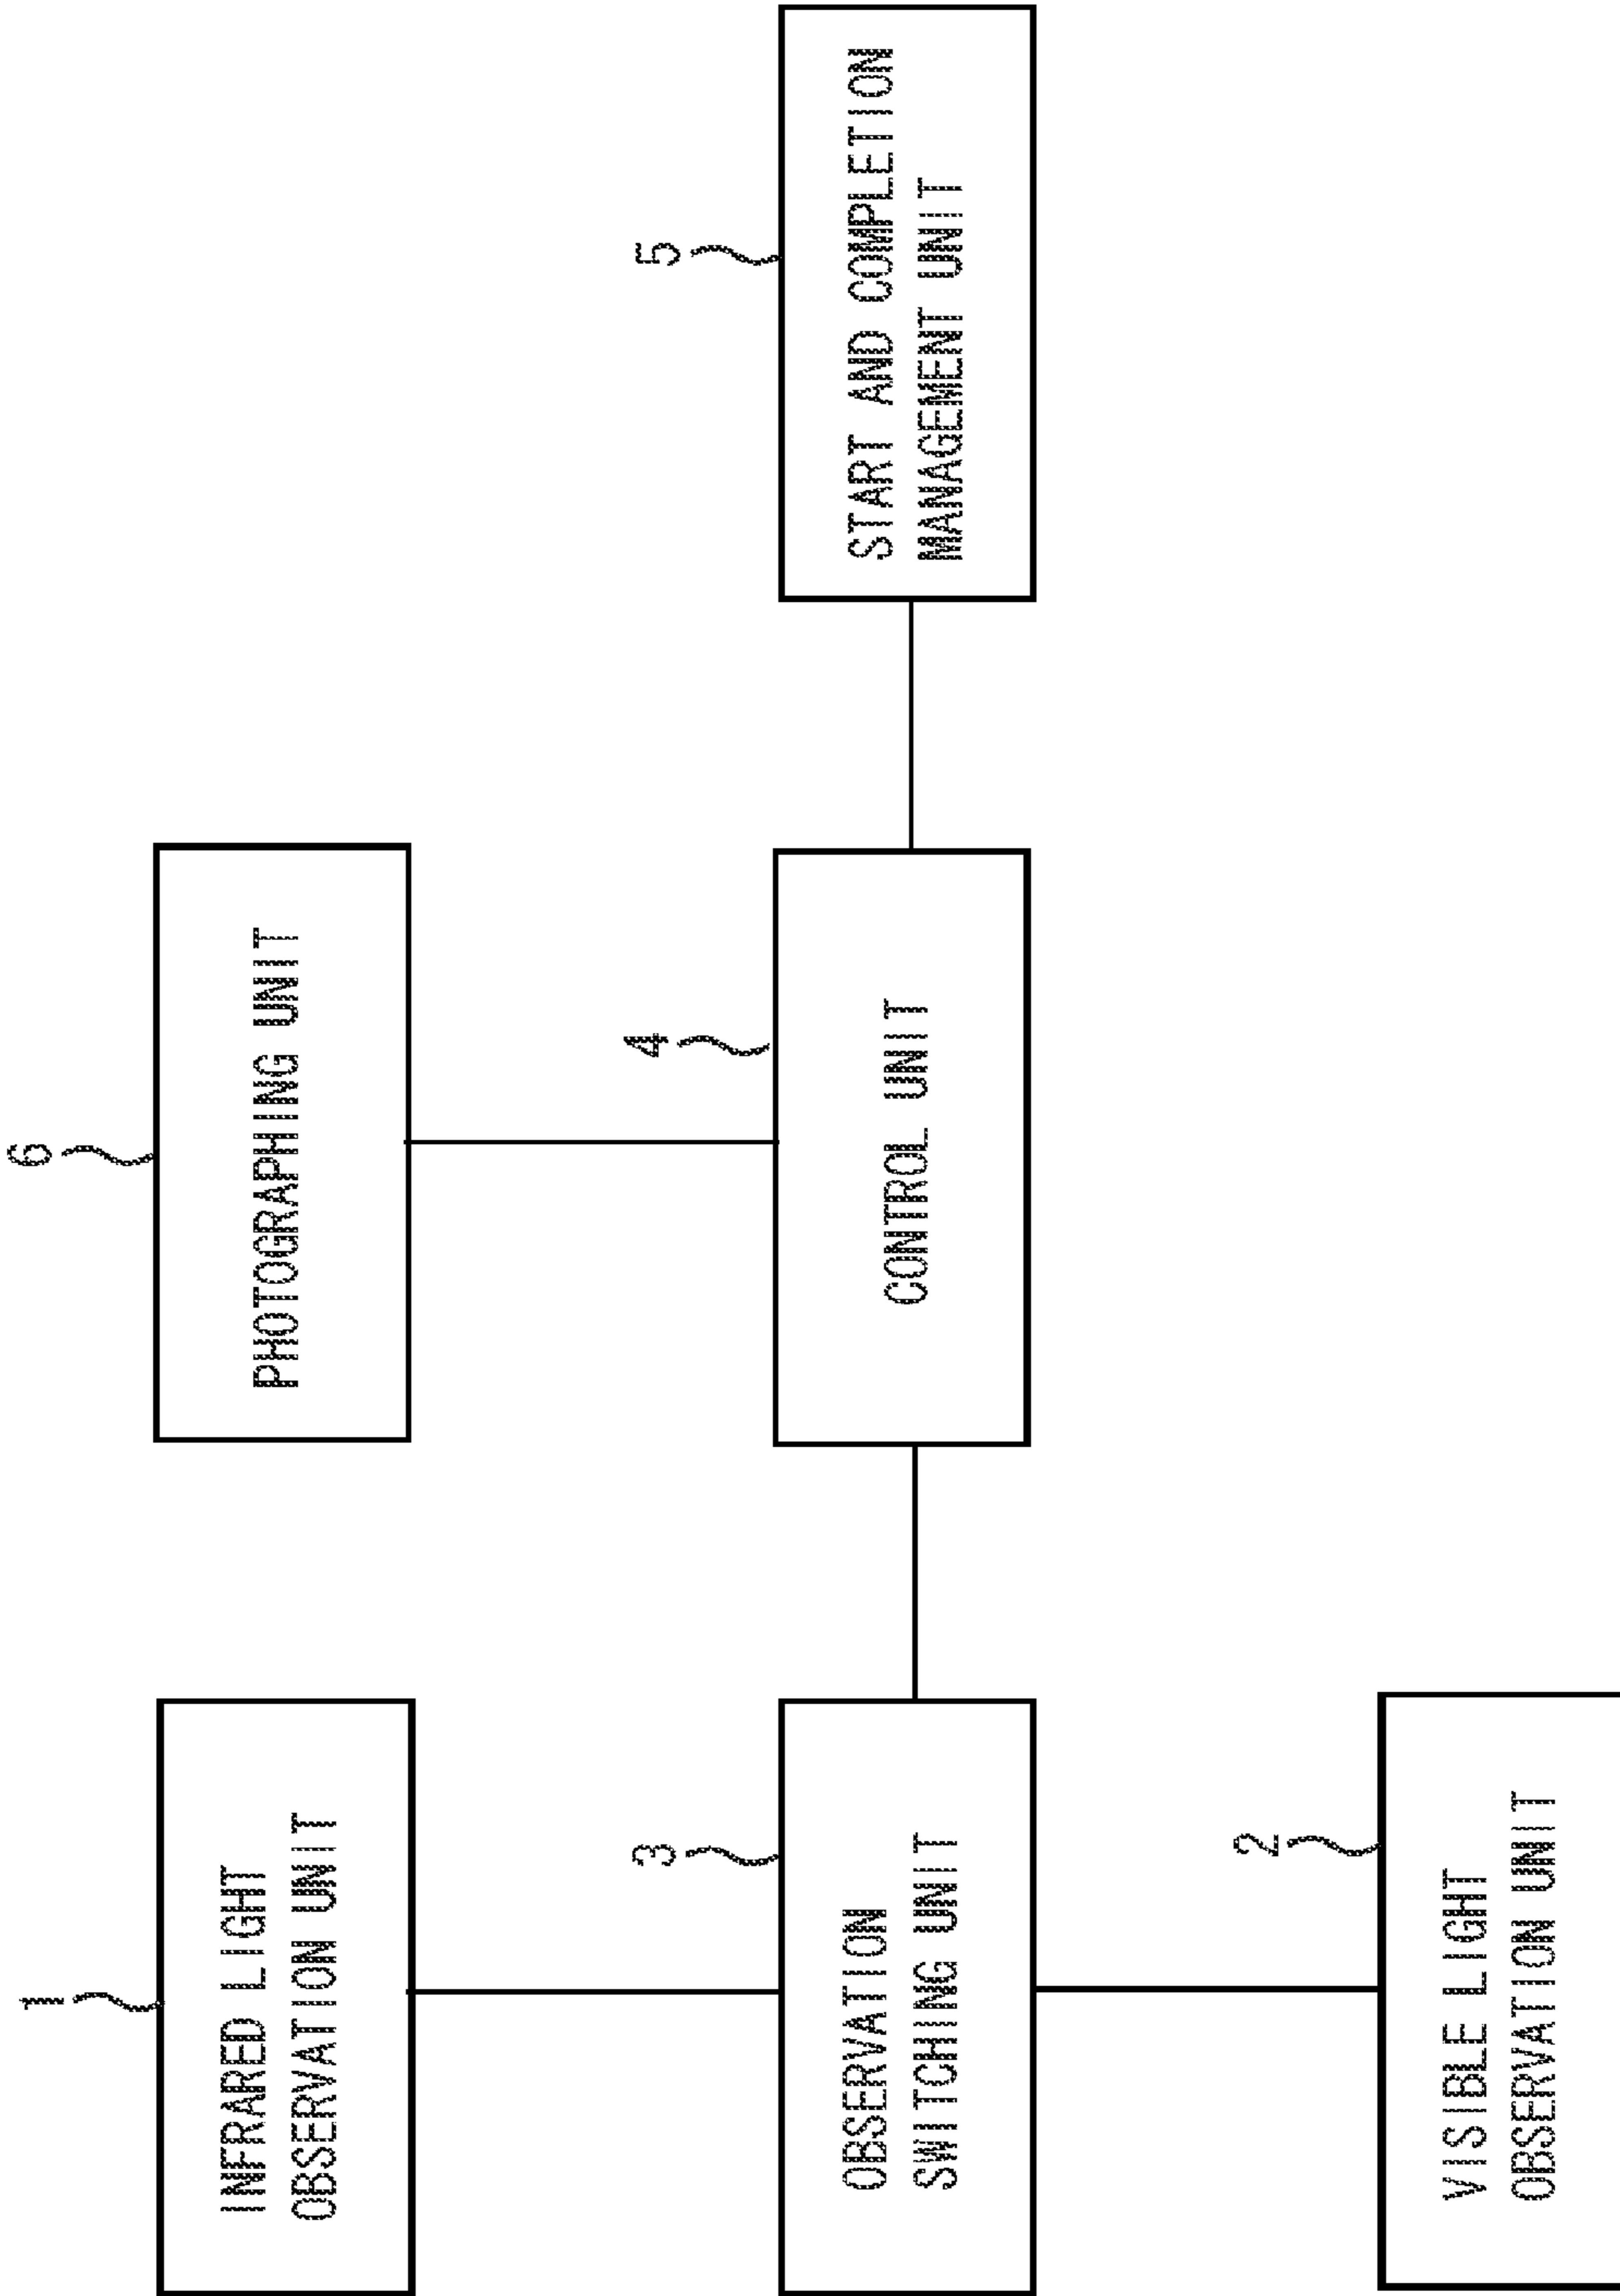 1
INFRARED LIGHT
OBSERVATION UNIT
6
PHOTOGRAPHING UNIT
3
OBSERVATION
SWITCHING UNIT
4
CONTROL UNIT
5
START AND COMPLETION
MANAGEMENT UNIT
2
VISIBLE LIGHT
OBSERVATION UNIT